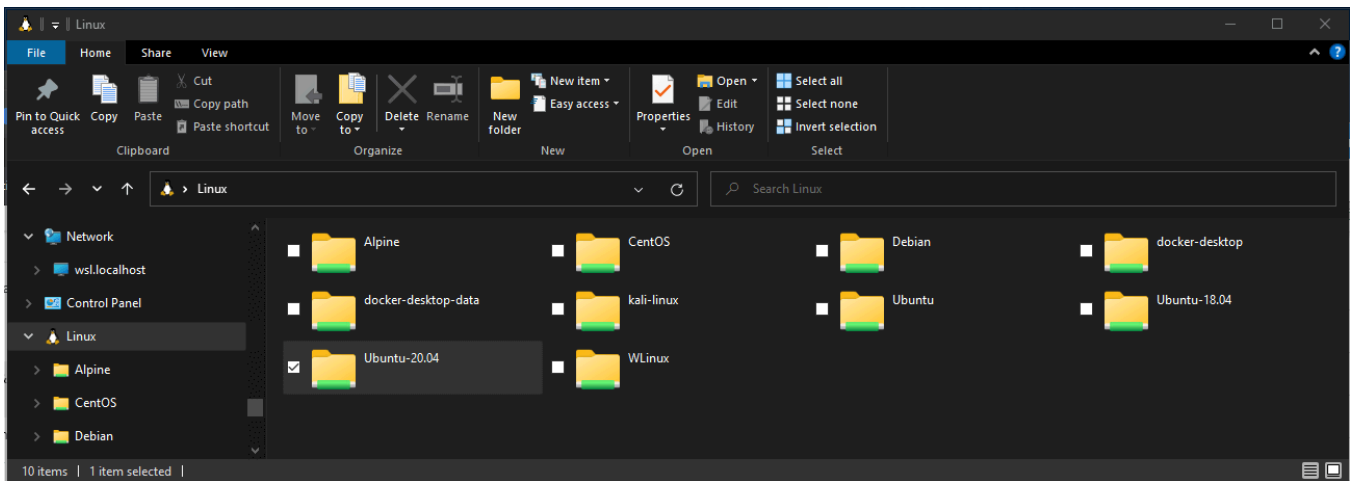 Linux
File Home Share View
Pin to Quick access
Copy
Paste
Cut
Copy path
Paste shortcut
Clipboard
Move to
Copy to
Delete
Rename
Organize
New folder
New item
Easy access
New
Properties
Open
Edit
History
Open
Select all
Select none
Invert selection
Select
Linux
Search Linux
Network
wsl.localhost
Control Panel
Linux
Alpine
CentOS
Debian
Alpine
CentOS
Debian
docker-desktop
docker-desktop-data
kali-linux
Ubuntu
Ubuntu-18.04
Ubuntu-20.04
WLinux
10 items
1 item selected